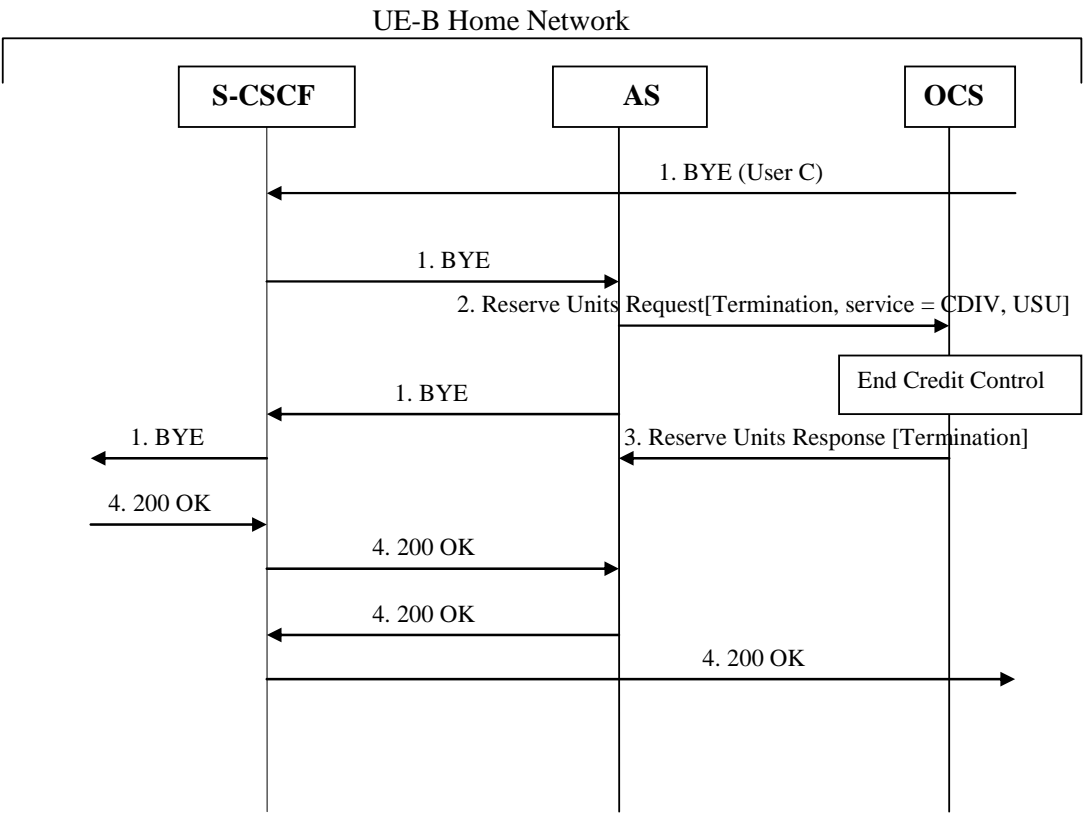 UE-B Home Network
S-CSCF
AS
OCS
1. BYE (User C)
1. BYE
2. Reserve Units Request[Termination, service = CDIV, USU]
End Credit Control
1. BYE
1. BYE
3. Reserve Units Response [Termination]
4. 200 OK
4. 200 OK
4. 200 OK
4. 200 OK